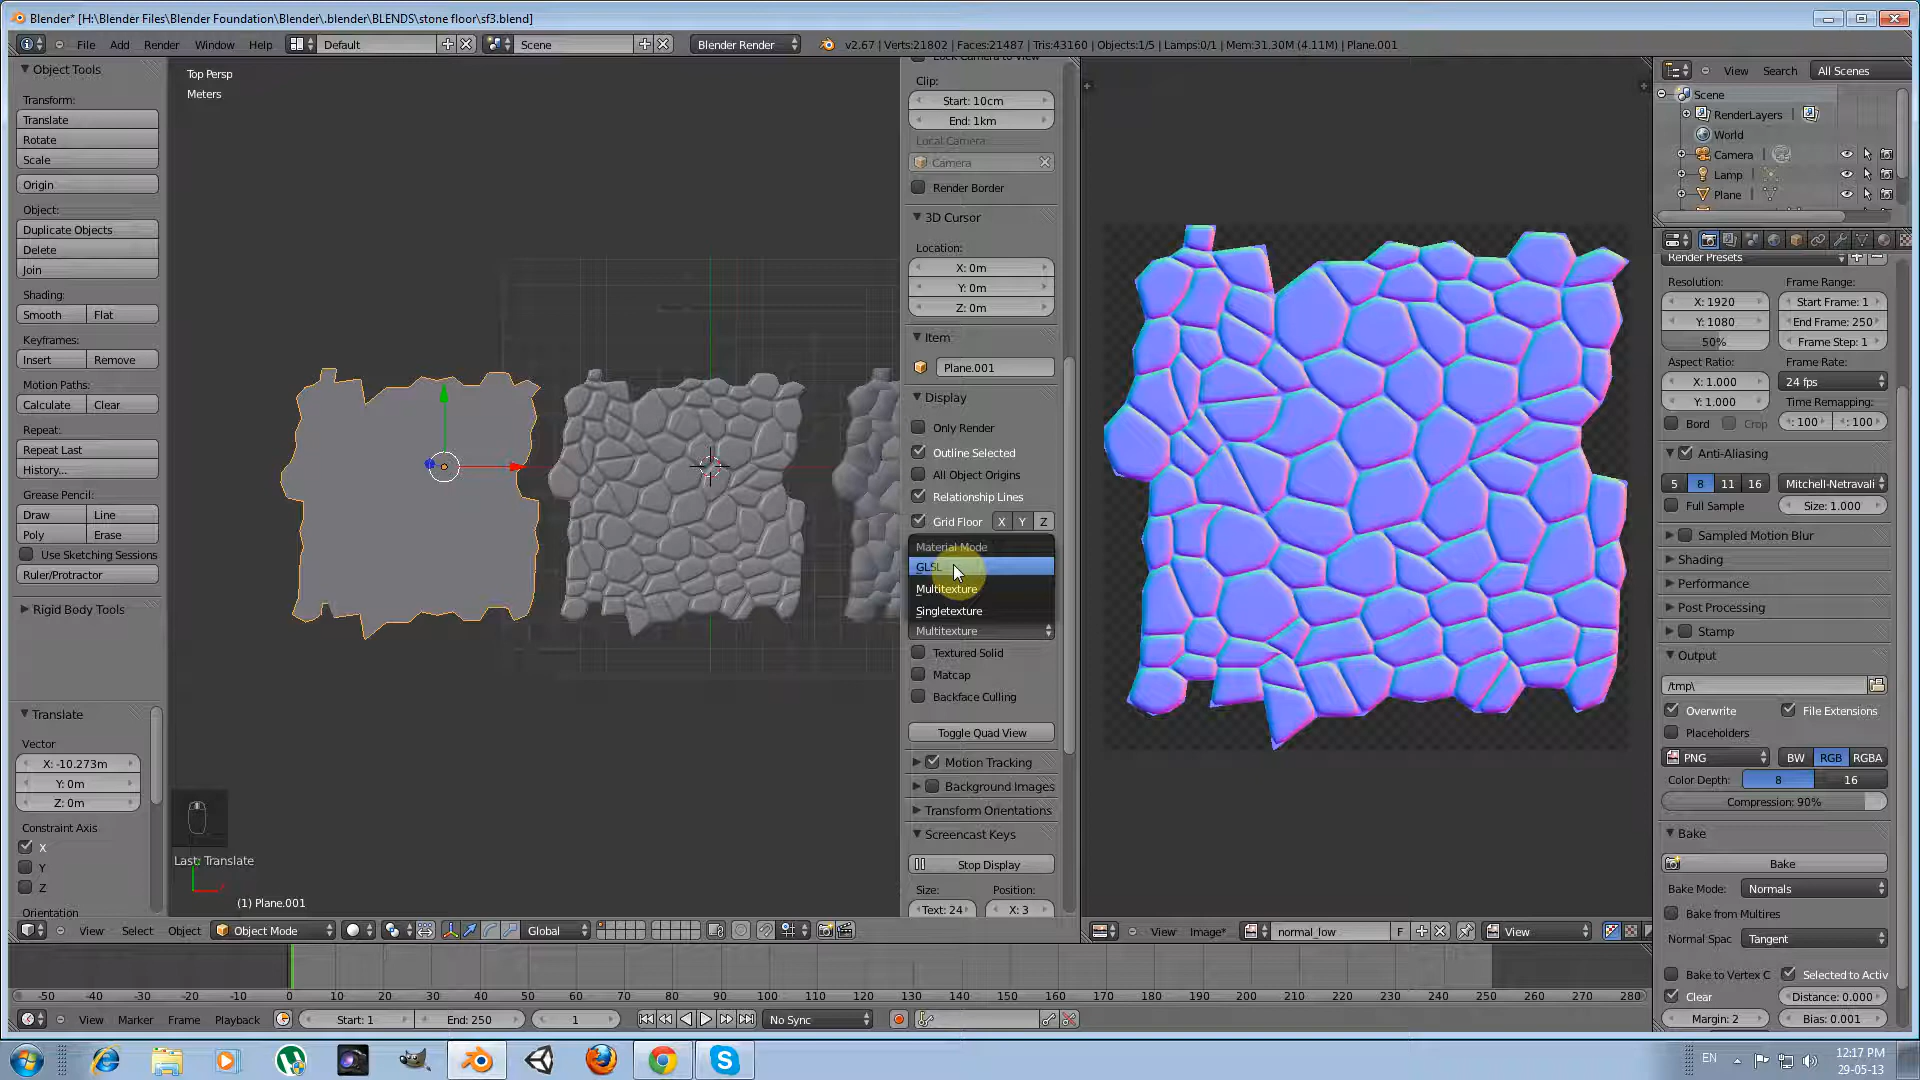 Blender* [H:\Blender Files\Blender Foundation\Blender\.blender\BLENDS\stone floor\sf3.blend]
File Add Render Window Help Default Scene Blender Render v2.67 | Verts:21802 | Faces:21487 | Tris:43160 | Objects:1/5 | Lamps:0/1 | Mem:31.30M (4.11M) | Plane.001
Object Tools
Transform:
Translate
Rotate
Scale
Origin
Object:
Duplicate Objects
Delete
Join
Shading:
Smooth Flat
Keyframes:
Insert Remove
Motion Paths:
Calculate Clear
Repeat:
Repeat Last
History...
Grease Pencil:
Draw Line
Poly Erase
Use Sketching Sessions
Ruler/Protractor
Rigid Body Tools
Translate
Vector
X: -10.273m
Y: 0m
Z: 0m
Constraint Axis
X
Y
Z
Orientation
Top Persp
Meters
Last: Translate
(1) Plane.001
Lock Camera to View
Clip:
Start: 10cm
End: 1km
Local Camera:
Camera
Render Border
3D Cursor
Location:
X: 0m
Y: 0m
Z: 0m
Item
Plane.001
Display
Only Render
Outline Selected
All Object Origins
Relationship Lines
Grid Floor X Y Z
Material Mode
GLSL
Multitexture
Singletexture
Multitexture
Textured Solid
Matcap
Backface Culling
Toggle Quad View
Motion Tracking
Background Images
Transform Orientations
Screencast Keys
Stop Display
Size: Position:
Text: 24 X: 3
View Select Object Object Mode Global
View Image* normal_low F View
View Search All Scenes
Scene
RenderLayers
World
Camera
Lamp
Plane
Render Presets
Resolution: Frame Range:
X: 1920 Start Frame: 1
Y: 1080 End Frame: 250
50% Frame Step: 1
Aspect Ratio: Frame Rate:
X: 1.000 24 fps
Y: 1.000 Time Remapping:
Bord Crop : 100 : 100
Anti-Aliasing
5 8 11 16 Mitchell-Netravali
Full Sample Size: 1.000
Sampled Motion Blur
Shading
Performance
Post Processing
Stamp
Output
/tmp\
Overwrite File Extensions
Placeholders
PNG BW RGB RGBA
Color Depth: 8 16
Compression: 90%
Bake
Bake
Bake Mode: Normals
Bake from Multires
Normal Spac Tangent
Bake to Vertex C Selected to Activ
Clear Distance: 0.000
Margin: 2 Bias: 0.001
-50 -40 -30 -20 -10 0 10 20 30 40 50 60 70 80 90 100 110 120 130 140 150 160 170 180 190 200 210 220 230 240 250 260 270 280
View Marker Frame Playback Start: 1 End: 250 1 No Sync
EN 12:17 PM
29-05-13